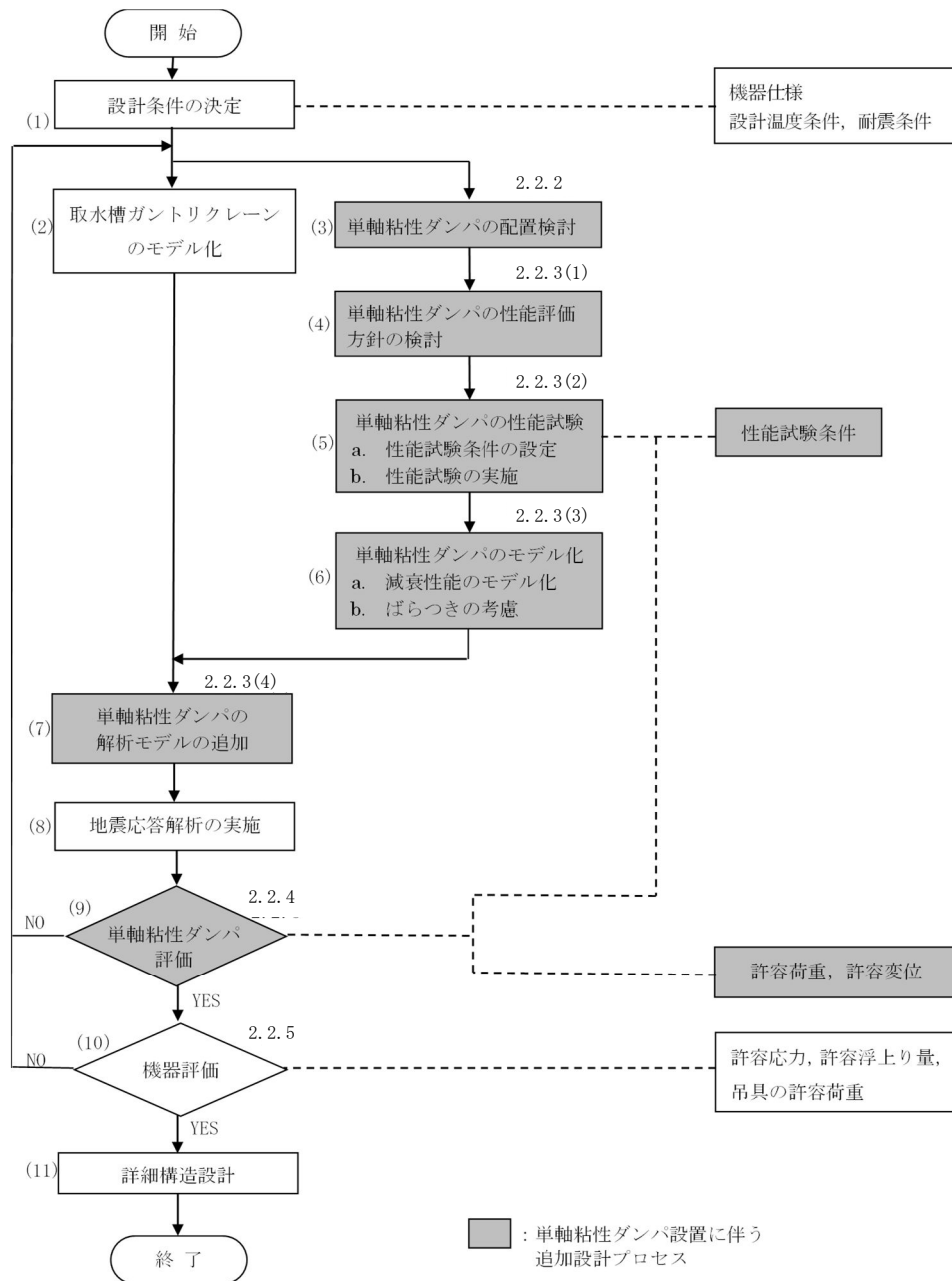 開 始
(1)
設計条件の決定
機器仕様
設計温度条件，耐震条件
(2)
取水槽ガントリクレーン
のモデル化
2.2.2
(3)
単軸粘性ダンパの配置検討
2.2.3(1)
(4)
単軸粘性ダンパの性能評価
方針の検討
2.2.3(2)
(5)
単軸粘性ダンパの性能試験
a. 性能試験条件の設定
b. 性能試験の実施
性能試験条件
2.2.3(3)
(6)
単軸粘性ダンパのモデル化
a. 減衰性能のモデル化
b. ばらつきの考慮
2.2.3(4)
(7)
単軸粘性ダンパの
解析モデルの追加
(8)
地震応答解析の実施
2.2.4
(9)
NO
単軸粘性ダンパ
評価
許容荷重，許容変位
YES
2.2.5
(10)
NO
機器評価
許容応力，許容浮上り量，
吊具の許容荷重
YES
(11)
詳細構造設計
終 了
：単軸粘性ダンパ設置に伴う
追加設計プロセス